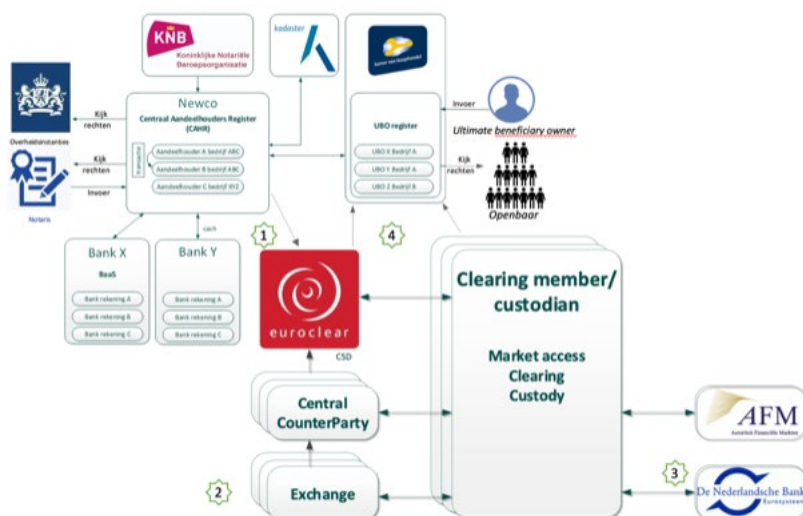 KNB
Koninklijke Notariële
Beroepsorganisatie
kadaster
kamer van koophandel
Newco
Centraal Aandeelhouders Register
(CAHR)
transactie
Aandeelhouder A bedrijf ABC
Aandeelhouder B bedrijf ABC
Aandeelhouder C bedrijf XYZ
Kijk
rechten
Overheidsinstanties
Kijk
rechten
Invoer
Notaris
UBO register
UBO X Bedrijf A
UBO Y Bedrijf A
UBO Z Bedrijf B
Invoer
Ultimate beneficiary owner
Kijk
rechten
Openbaar
Bank X
BaaS
Bank rekening A
Bank rekening B
Bank rekening C
cash
Bank Y
Bank rekening A
Bank rekening B
Bank rekening C
1
4
euroclear
CSD
Clearing member/
custodian
Market access
Clearing
Custody
Central
CounterParty
2
Exchange
AFM
Autoriteit Financiële Markten
3
De Nederlandsche Bank
Eurosysteem